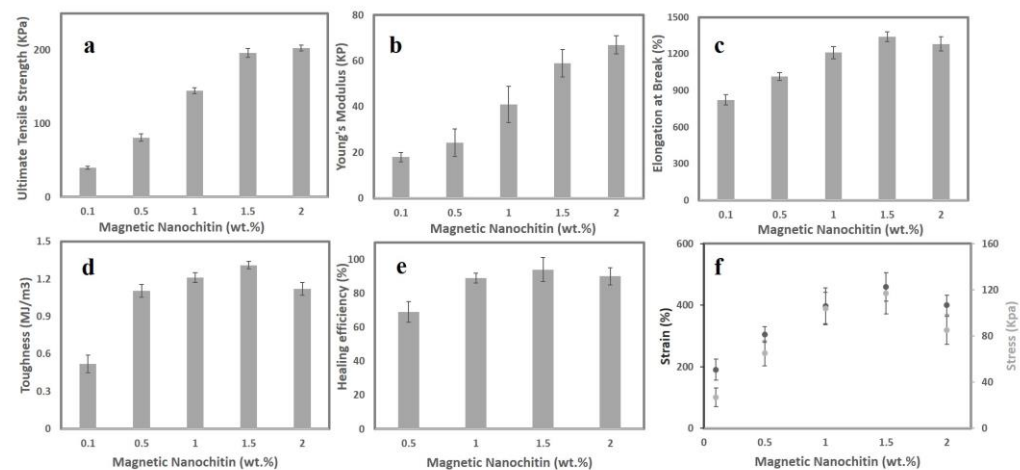 a
Ultimate Tensile Strength (KPa)
200
100
0
0.1 0.5 1 1.5 2
Magnetic Nanochitin (wt.%)
b
Young's Modulus (KP)
80
60
40
20
0
0.1 0.5 1 1.5 2
Magnetic Nanochitin (wt.%)
c
Elongation at Break (%)
1500
1200
900
600
300
0
0.1 0.5 1 1.5 2
Magnetic Nanochitin (wt.%)
d
Toughness (MJ/m3)
1.5
1.2
0.9
0.6
0.3
0
0.1 0.5 1 1.5 2
Magnetic Nanochitin (wt.%)
e
Healing efficiency (%)
100
80
60
40
20
0
0.5 1 1.5 2
Magnetic Nanochitin (wt.%)
f
Strain (%)
600
400
200
0
0 0.5 1 1.5 2
Magnetic Nanochitin (wt.%)
160
120
80
40
0
Stress (Kpa)